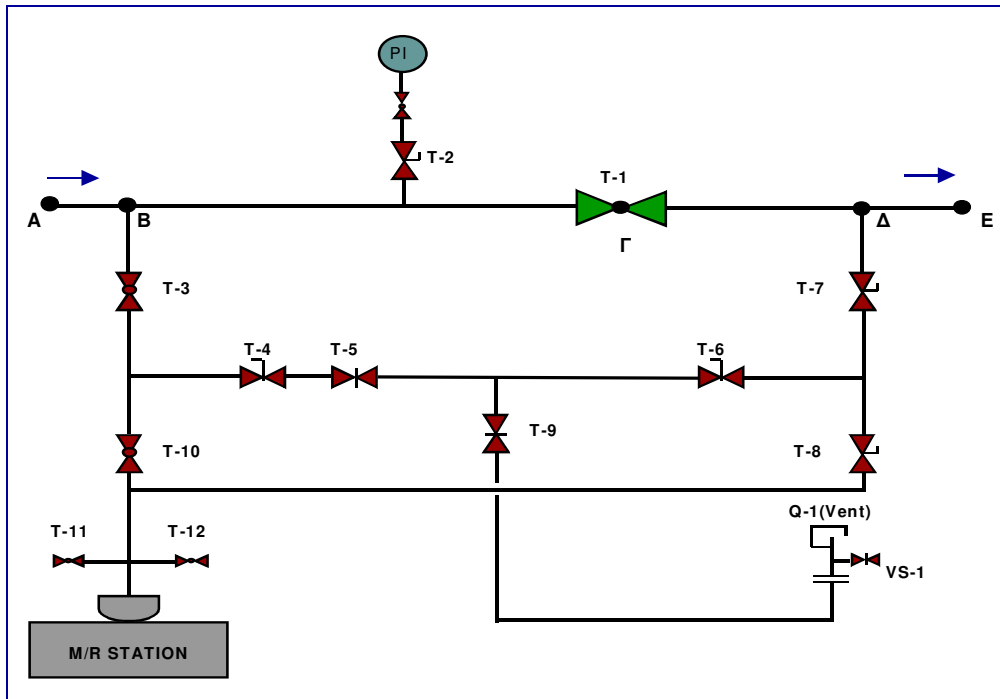 PI
T-2
T-1
A
B
Γ
Δ
E
T-3
T-7
T-4
T-5
T-6
T-9
T-10
T-8
Q-1(Vent)
T-11
T-12
VS-1
M/R STATION